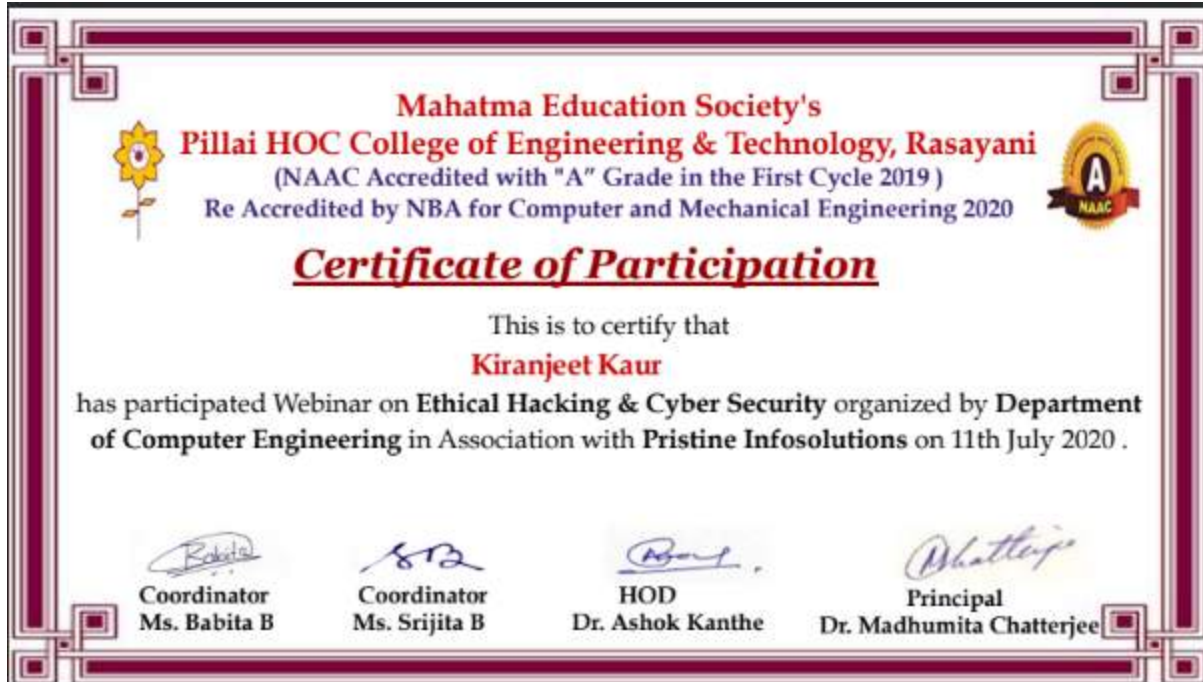 Mahatma Education Society's
Pillai HOC College of Engineering & Technology, Rasayani
(NAAC Accredited with "A" Grade in the First Cycle 2019 )
Re Accredited by NBA for Computer and Mechanical Engineering 2020
A
NAAC
Certificate of Participation
This is to certify that
Kiranjeet Kaur
has participated Webinar on Ethical Hacking & Cyber Security organized by Department
of Computer Engineering in Association with Pristine Infosolutions on 11th July 2020 .
Babita
Coordinator
Ms. Babita B
SB
Coordinator
Ms. Srijita B
HOD
Dr. Ashok Kanthe
Principal
Dr. Madhumita Chatterjee